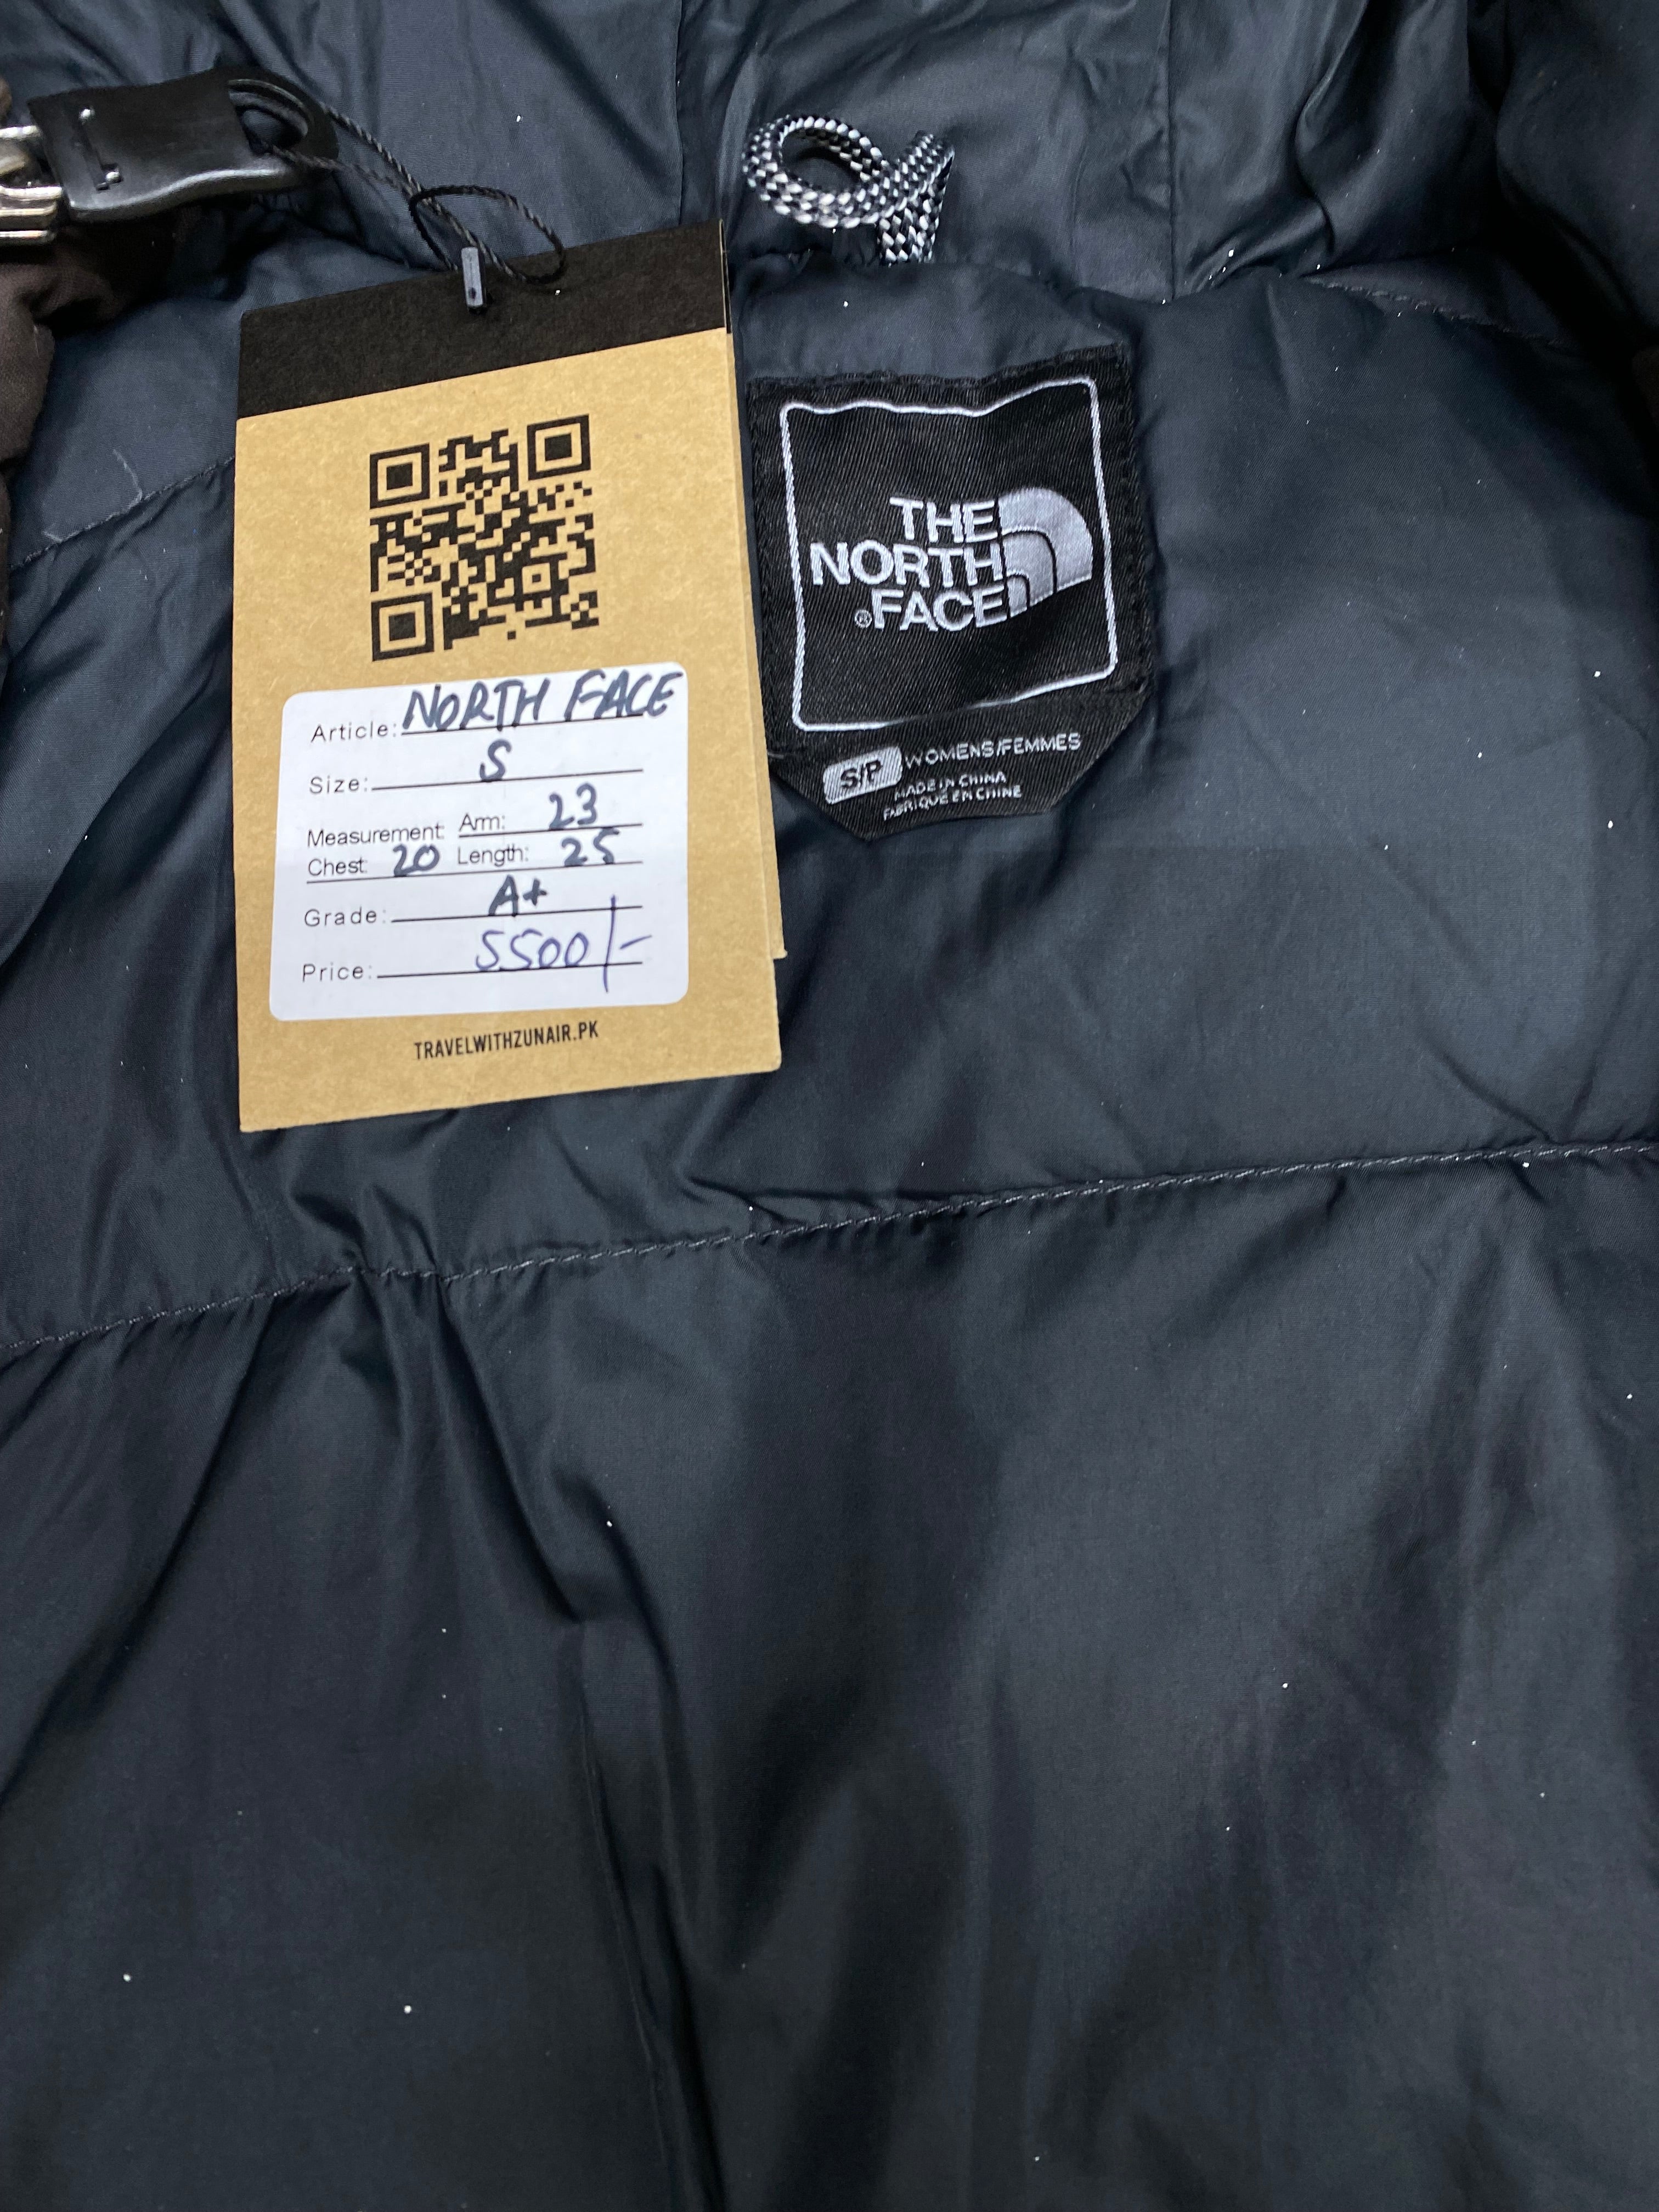 Article: NORTH FACE
Size: S
Measurement: Arm: 23
Chest: 20 Length: 25
Grade: A+
Price: 5500/-
TRAVELWITHZUNAIR.PK
THE
NORTH
®FACE
S/P WOMENS/FEMMES
MADE IN CHINA
FABRIQUÉ EN CHINE